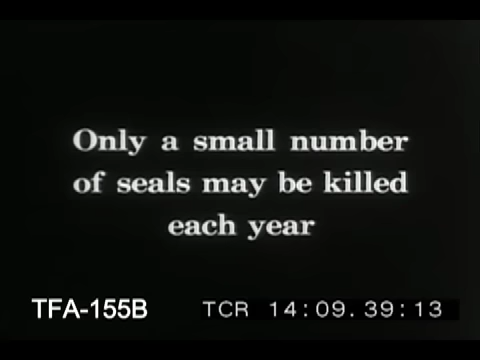 Only a small number
of seals may be killed
each year
TFA-155B
TCR 14:09.39:13